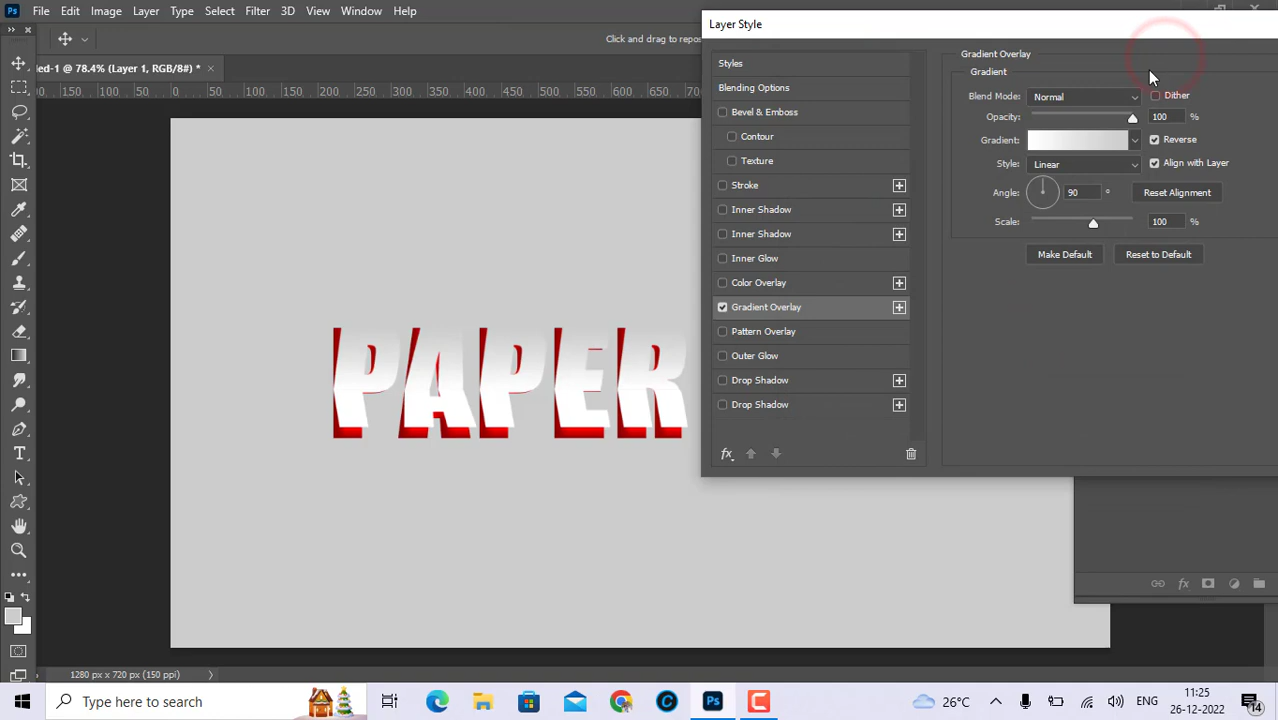 Ps File Edit Image Layer Type Select Filter 3D View Window Help
Click and drag to repos
led-1 @ 78.4% (Layer 1, RGB/8#) * ×
150 100 50 0 50 100 150 200 250 300 350 400 450 500 550 600 650 700
Layer Style
Styles
Blending Options
Bevel & Emboss
Contour
Texture
Stroke
Inner Shadow
Inner Shadow
Inner Glow
Color Overlay
Gradient Overlay
Pattern Overlay
Outer Glow
Drop Shadow
Drop Shadow
fx
Gradient Overlay
Gradient
Blend Mode: Normal Dither
Opacity: 100 %
Gradient: Reverse
Style: Linear Align with Layer
Angle: 90 ° Reset Alignment
Scale: 100 %
Make Default Reset to Default
PAPER
fx
1280 px x 720 px (150 ppi)
Type here to search
Ps
26°C
ENG
11:25
26-12-2022
14